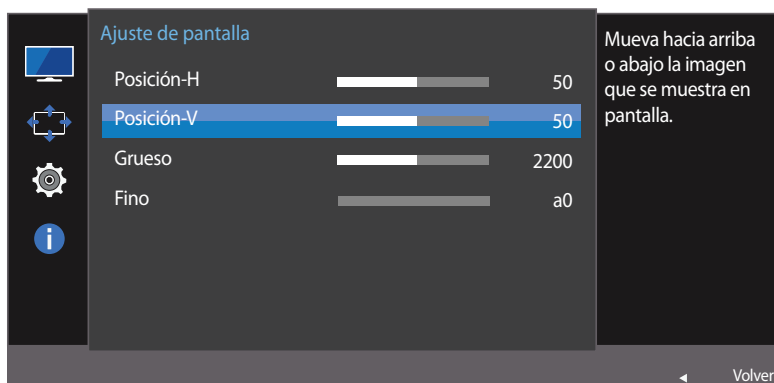 Ajuste de pantalla
Posición-H 50
Posición-V 50
Grueso 2200
Fino a0
Mueva hacia arriba
o abajo la imagen
que se muestra en
pantalla.
Volver